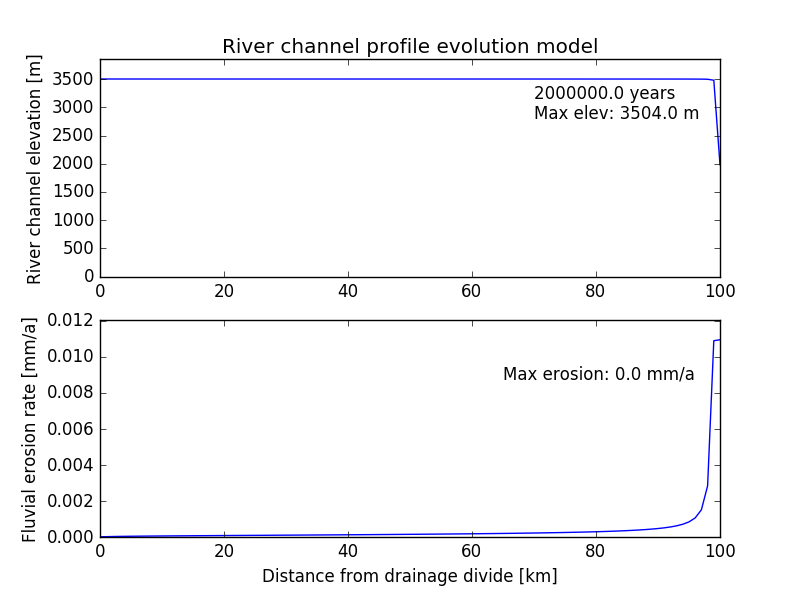 River channel profile evolution model
River channel elevation [m]
3500
3000
2500
2000
1500
1000
500
0
2000000.0 years
Max elev: 3504.0 m
0 20 40 60 80 100
Fluvial erosion rate [mm/a]
0.012
0.010
0.008
0.006
0.004
0.002
0.000
Max erosion: 0.0 mm/a
0 20 40 60 80 100
Distance from drainage divide [km]